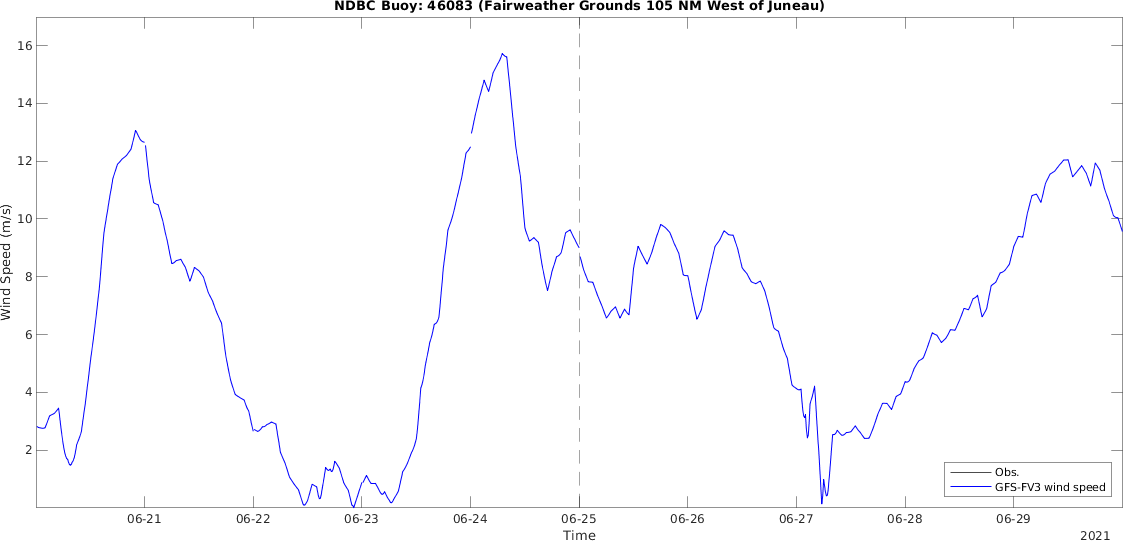 NDBC Buoy: 46083 (Fairweather Grounds 105 NM West of Juneau)
Wind Speed (m/s)
16
14
12
10
8
6
4
2
06-21 06-22 06-23 06-24 06-25 06-26 06-27 06-28 06-29
Time
2021
Obs.
GFS-FV3 wind speed